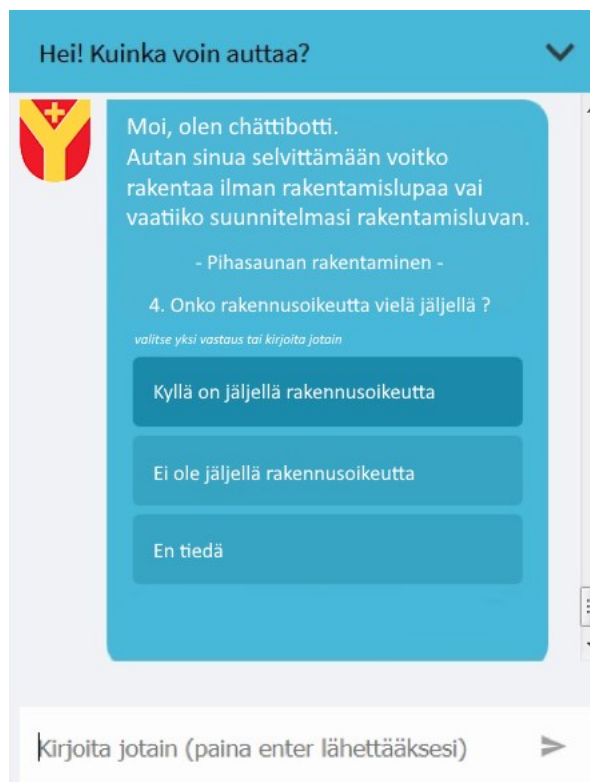 Hei! Kuinka voin auttaa?
Moi, olen chättibotti.
Autan sinua selvittämään voitko
rakentaa ilman rakentamislupaa vai
vaatiiko suunnitelmasi rakentamisluvan.
- Pihasaunan rakentaminen -
4. Onko rakennusoikeutta vielä jäljellä ?
valitse yksi vastaus tai kirjoita jotain
Kyllä on jäljellä rakennusoikeutta
Ei ole jäljellä rakennusoikeutta
En tiedä
Kirjoita jotain (paina enter lähettääksesi)